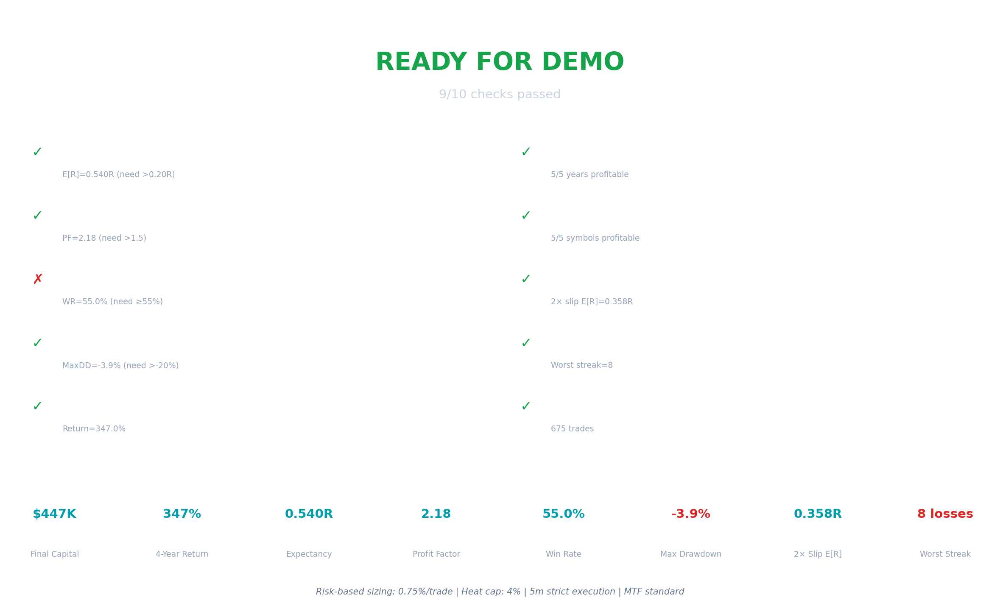 READY FOR DEMO
9/10 checks passed
✓
E[R]=0.540R (need >0.20R)
✓
PF=2.18 (need >1.5)
✗
WR=55.0% (need ≥55%)
✓
MaxDD=-3.9% (need >-20%)
✓
Return=347.0%
✓
5/5 years profitable
✓
5/5 symbols profitable
✓
2× slip E[R]=0.358R
✓
Worst streak=8
✓
675 trades
$447K 347% 0.540R 2.18 55.0% -3.9% 0.358R 8 losses
Final Capital 4-Year Return Expectancy Profit Factor Win Rate Max Drawdown 2× Slip E[R] Worst Streak
Risk-based sizing: 0.75%/trade | Heat cap: 4% | 5m strict execution | MTF standard